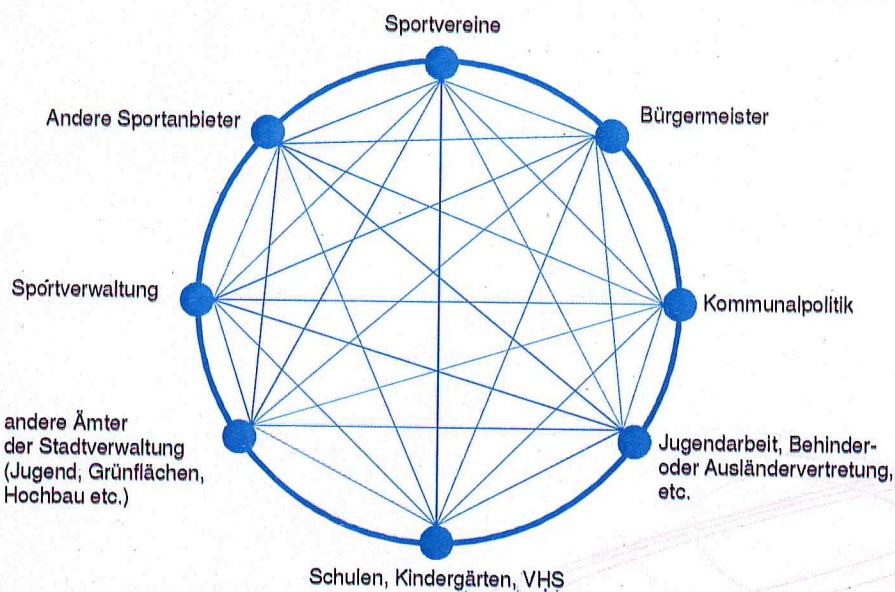 Sportvereine
Andere Sportanbieter
Bürgermeister
Sportverwaltung
Kommunalpolitik
andere Ämter
der Stadtverwaltung
(Jugend, Grünflächen,
Hochbau etc.)
Jugendarbeit, Behinder-
oder Ausländervertretung,
etc.
Schulen, Kindergärten, VHS